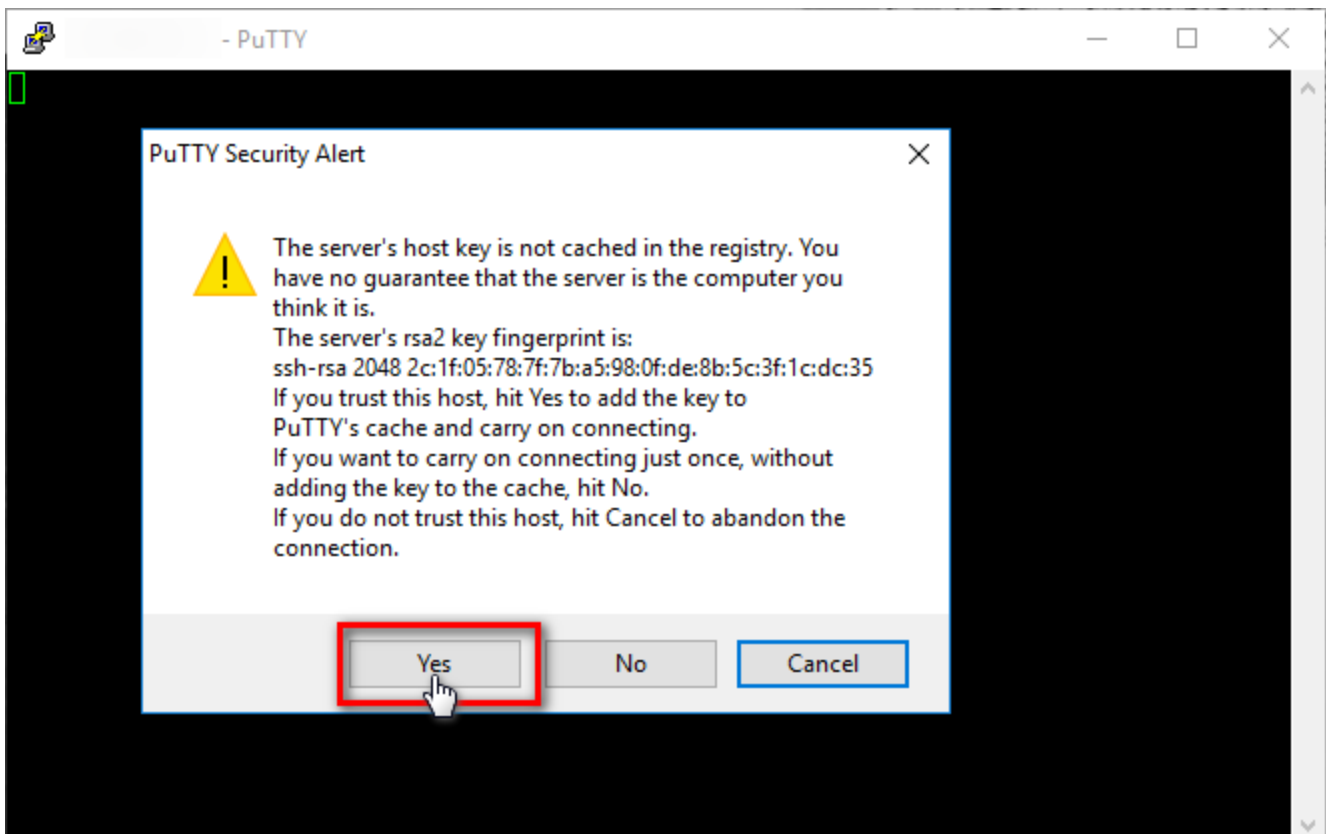 - PuTTY
PuTTY Security Alert
The server's host key is not cached in the registry. You
have no guarantee that the server is the computer you
think it is.
The server's rsa2 key fingerprint is:
ssh-rsa 2048 2c:1f:05:78:7f:7b:a5:98:0f:de:8b:5c:3f:1c:dc:35
If you trust this host, hit Yes to add the key to
PuTTY's cache and carry on connecting.
If you want to carry on connecting just once, without
adding the key to the cache, hit No.
If you do not trust this host, hit Cancel to abandon the
connection.
Yes
No
Cancel